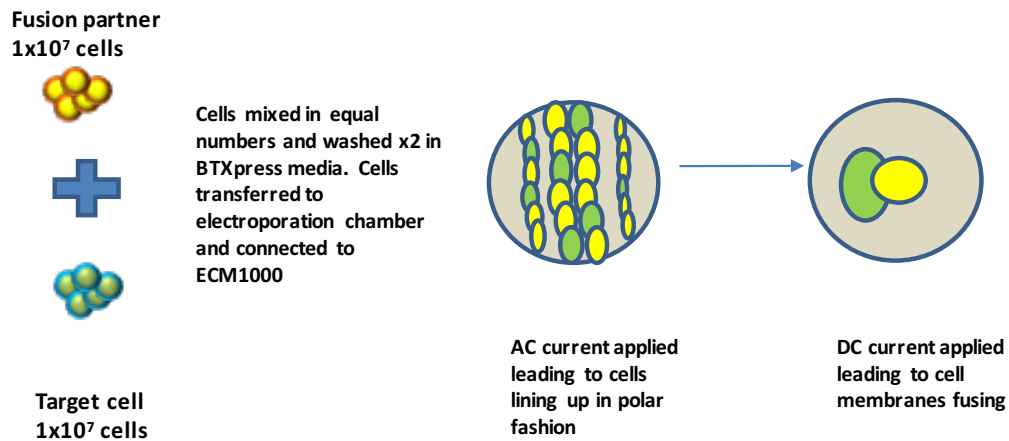 Fusion partner
1x10⁷ cells
Cells mixed in equal
numbers and washed x2 in
BTXpress media. Cells
transferred to
electroporation chamber
and connected to
ECM1000
Target cell
1x10⁷ cells
AC current applied
leading to cells
lining up in polar
fashion
DC current applied
leading to cell
membranes fusing